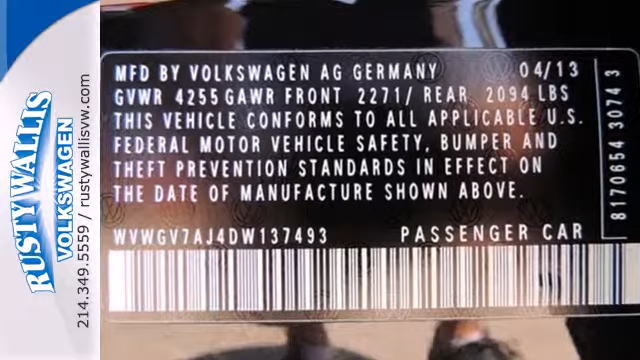 RUSTY WALLIS
VOLKSWAGEN
214.349.5559 / rustywallisvw.com
MFD BY VOLKSWAGEN AG GERMANY 04/13
GVWR 4255 GAWR FRONT 2271/ REAR 2094 LBS
THIS VEHICLE CONFORMS TO ALL APPLICABLE U.S.
FEDERAL MOTOR VEHICLE SAFETY, BUMPER AND
THEFT PREVENTION STANDARDS IN EFFECT ON
THE DATE OF MANUFACTURE SHOWN ABOVE.
WVWGV7AJ4DW137493 PASSENGER CAR
8170654 3074 3